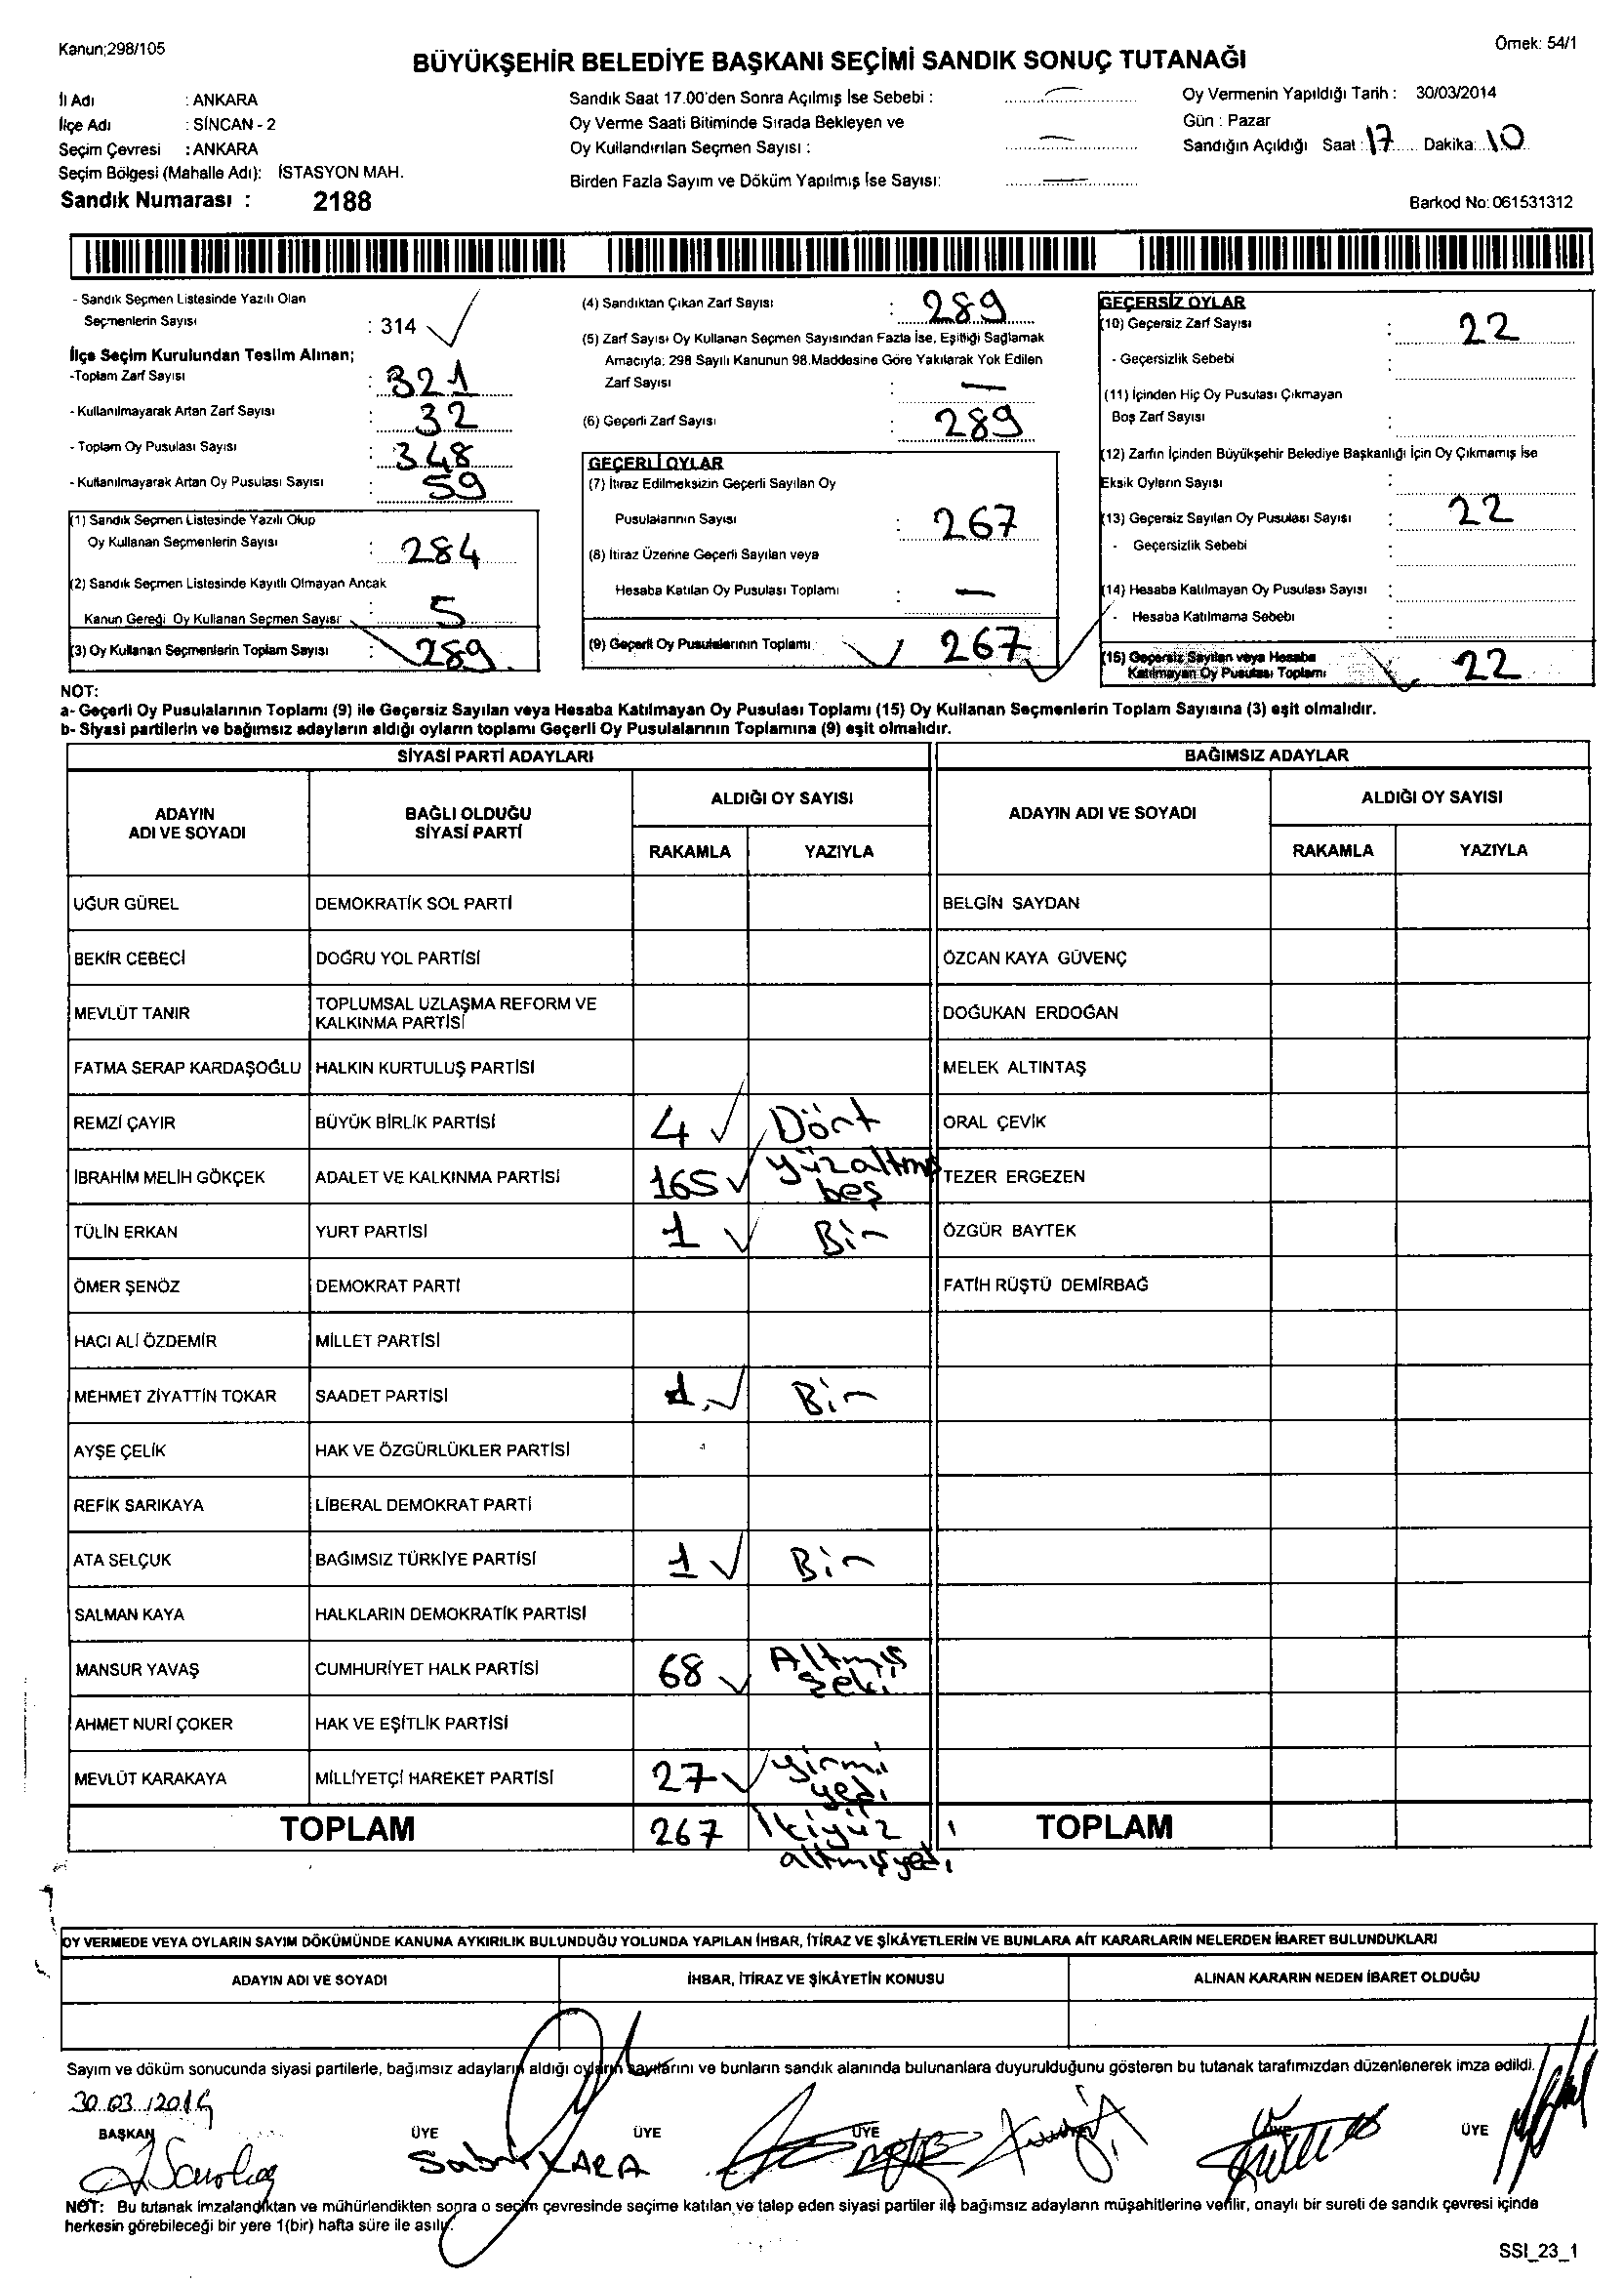 Kanun;298/105
Örnek: 54/1
BÜYÜKŞEHİR BELEDİYE BAŞKANI SEÇİMİ SANDIK SONUÇ TUTANAĞI
İl Adı : ANKARA
İlçe Adı : SİNCAN - 2
Seçim Çevresi : ANKARA
Seçim Bölgesi (Mahalle Adı): İSTASYON MAH.
Sandık Numarası : 2188
Sandık Saat 17.00'den Sonra Açılmış İse Sebebi : —
Oy Verme Saati Bitiminde Sırada Bekleyen ve
Oy Kullandırılan Seçmen Sayısı : —
Birden Fazla Sayım ve Döküm Yapılmış İse Sayısı: —
Oy Vermenin Yapıldığı Tarih : 30/03/2014
Gün : Pazar
Sandığın Açıldığı Saat : 17 Dakika: 10
Barkod No: 061531312
- Sandık Seçmen Listesinde Yazılı Olan
Seçmenlerin Sayısı : 314
İlçe Seçim Kurulundan Teslim Alınan;
-Toplam Zarf Sayısı : 321
- Kullanılmayarak Artan Zarf Sayısı : 32
- Toplam Oy Pusulası Sayısı : 348
- Kullanılmayarak Artan Oy Pusulası Sayısı : 59
(1) Sandık Seçmen Listesinde Yazılı Olup
Oy Kullanan Seçmenlerin Sayısı : 284
(2) Sandık Seçmen Listesinde Kayıtlı Olmayan Ancak
Kanun Gereği Oy Kullanan Seçmen Sayısı : 5
(3) Oy Kullanan Seçmenlerin Toplam Sayısı : 289
(4) Sandıktan Çıkan Zarf Sayısı : 289
(5) Zarf Sayısı Oy Kullanan Seçmen Sayısından Fazla İse, Eşitliği Sağlamak
Amacıyla; 298 Sayılı Kanunun 98.Maddesine Göre Yakılarak Yok Edilen
Zarf Sayısı : —
(6) Geçerli Zarf Sayısı : 289
GEÇERLİ OYLAR
(7) İtiraz Edilmeksizin Geçerli Sayılan Oy
Pusulalarının Sayısı : 267
(8) İtiraz Üzerine Geçerli Sayılan veya
Hesaba Katılan Oy Pusulası Toplamı : —
(9) Geçerli Oy Pusulalarının Toplamı : 267
GEÇERSİZ OYLAR
(10) Geçersiz Zarf Sayısı : 22
- Geçersizlik Sebebi :
(11) İçinden Hiç Oy Pusulası Çıkmayan
Boş Zarf Sayısı :
(12) Zarfın İçinden Büyükşehir Belediye Başkanlığı İçin Oy Çıkmamış İse
Eksik Oyların Sayısı :
(13) Geçersiz Sayılan Oy Pusulası Sayısı : 22
- Geçersizlik Sebebi :
(14) Hesaba Katılmayan Oy Pusulası Sayısı :
- Hesaba Katılmama Sebebi :
(15) Geçersiz Sayılan veya Hesaba
Katılmayan Oy Pusulası Toplamı : 22
NOT:
a- Geçerli Oy Pusulalarının Toplamı (9) ile Geçersiz Sayılan veya Hesaba Katılmayan Oy Pusulası Toplamı (15) Oy Kullanan Seçmenlerin Toplam Sayısına (3) eşit olmalıdır.
b- Siyasi partilerin ve bağımsız adayların aldığı oyların toplamı Geçerli Oy Pusulalarının Toplamına (9) eşit olmalıdır.
SİYASİ PARTİ ADAYLARI
BAĞIMSIZ ADAYLAR
ADAYIN
ADI VE SOYADI
BAĞLI OLDUĞU
SİYASİ PARTİ
ALDIĞI OY SAYISI
RAKAMLA YAZIYLA
ADAYIN ADI VE SOYADI
ALDIĞI OY SAYISI
RAKAMLA YAZIYLA
UĞUR GÜREL DEMOKRATİK SOL PARTİ BELGİN SAYDAN
BEKİR CEBECİ DOĞRU YOL PARTİSİ ÖZCAN KAYA GÜVENÇ
MEVLÜT TANIR TOPLUMSAL UZLAŞMA REFORM VE
KALKINMA PARTİSİ DOĞUKAN ERDOĞAN
FATMA SERAP KARDAŞOĞLU HALKIN KURTULUŞ PARTİSİ MELEK ALTINTAŞ
REMZİ ÇAYIR BÜYÜK BİRLİK PARTİSİ 4 Dört ORAL ÇEVİK
İBRAHİM MELİH GÖKÇEK ADALET VE KALKINMA PARTİSİ 165 yüzaltmş
beş TEZER ERGEZEN
TÜLİN ERKAN YURT PARTİSİ 1 Bir ÖZGÜR BAYTEK
ÖMER ŞENÖZ DEMOKRAT PARTİ FATİH RÜŞTÜ DEMİRBAĞ
HACI ALİ ÖZDEMİR MİLLET PARTİSİ
MEHMET ZİYATTİN TOKAR SAADET PARTİSİ 1 Bir
AYŞE ÇELİK HAK VE ÖZGÜRLÜKLER PARTİSİ
REFİK SARIKAYA LİBERAL DEMOKRAT PARTİ
ATA SELÇUK BAĞIMSIZ TÜRKİYE PARTİSİ 1 Bir
SALMAN KAYA HALKLARIN DEMOKRATİK PARTİSİ
MANSUR YAVAŞ CUMHURİYET HALK PARTİSİ 68 Altmış
sekiz
AHMET NURİ ÇOKER HAK VE EŞİTLİK PARTİSİ
MEVLÜT KARAKAYA MİLLİYETÇİ HAREKET PARTİSİ 27 yirmi
yedi
TOPLAM 267 İkiyüz
altmışyedi
TOPLAM
OY VERMEDE VEYA OYLARIN SAYIM DÖKÜMÜNDE KANUNA AYKIRILIK BULUNDUĞU YOLUNDA YAPILAN İHBAR, İTİRAZ VE ŞİKÂYETLERİN VE BUNLARA AİT KARARLARIN NELERDEN İBARET BULUNDUKLARI
ADAYIN ADI VE SOYADI İHBAR, İTİRAZ VE ŞİKÂYETİN KONUSU ALINAN KARARIN NEDEN İBARET OLDUĞU
Sayım ve döküm sonucunda siyasi partilerle, bağımsız adayların aldığı oyların sayılarını ve bunların sandık alanında bulunanlara duyurulduğunu gösteren bu tutanak tarafımızdan düzenlenerek imza edildi.
30.03.2014
BAŞKAN ÜYE ÜYE ÜYE ÜYE ÜYE
Sabri KARA
NOT: Bu tutanak imzalandıktan ve mühürlendikten sonra o seçim çevresinde seçime katılan ve talep eden siyasi partiler ile bağımsız adayların müşahitlerine verilir, onaylı bir sureti de sandık çevresi içinde
herkesin görebileceği bir yere 1(bir) hafta süre ile asılır.
SSI_23_1